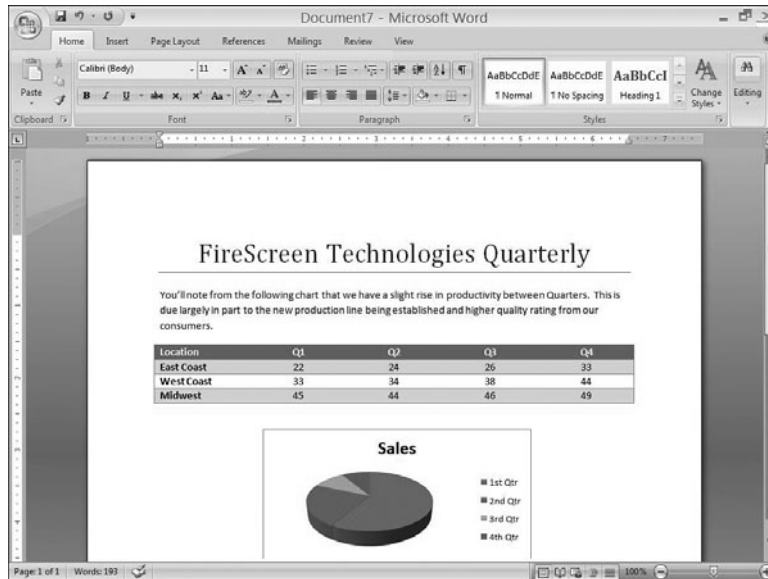 Document7 - Microsoft Word
Home Insert Page Layout References Mailings Review View
Paste
Calibri (Body) 11
B I U abc x, x² Aa A
AaBbCcDdE AaBbCcDdE AaBbCcI
¶ Normal ¶ No Spacing Heading 1
Change Styles
Editing
Clipboard Font Paragraph Styles
FireScreen Technologies Quarterly
You'll note from the following chart that we have a slight rise in productivity between Quarters. This is
due largely in part to the new production line being established and higher quality rating from our
consumers.
Location Q1 Q2 Q3 Q4
East Coast 22 24 26 33
West Coast 33 34 38 44
Midwest 45 44 46 49
Sales
1st Qtr
2nd Qtr
3rd Qtr
4th Qtr
Page: 1 of 1 Words: 193 100%